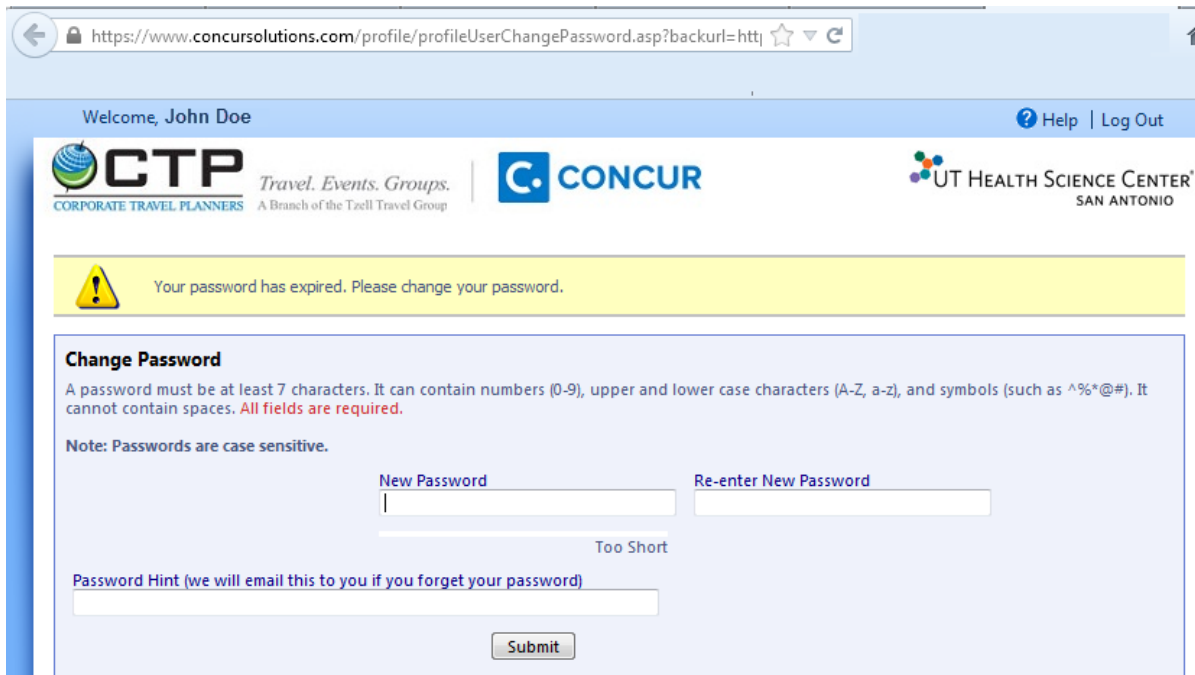 https://www.concursolutions.com/profile/profileUserChangePassword.asp?backurl=htt
Welcome, John Doe
Help | Log Out
CTP
CORPORATE TRAVEL PLANNERS
Travel. Events. Groups.
A Branch of the Tzell Travel Group
C. CONCUR
UT HEALTH SCIENCE CENTER®
SAN ANTONIO
Your password has expired. Please change your password.
Change Password
A password must be at least 7 characters. It can contain numbers (0-9), upper and lower case characters (A-Z, a-z), and symbols (such as ^%*@#). It
cannot contain spaces. All fields are required.
Note: Passwords are case sensitive.
New Password
Re-enter New Password
Too Short
Password Hint (we will email this to you if you forget your password)
Submit